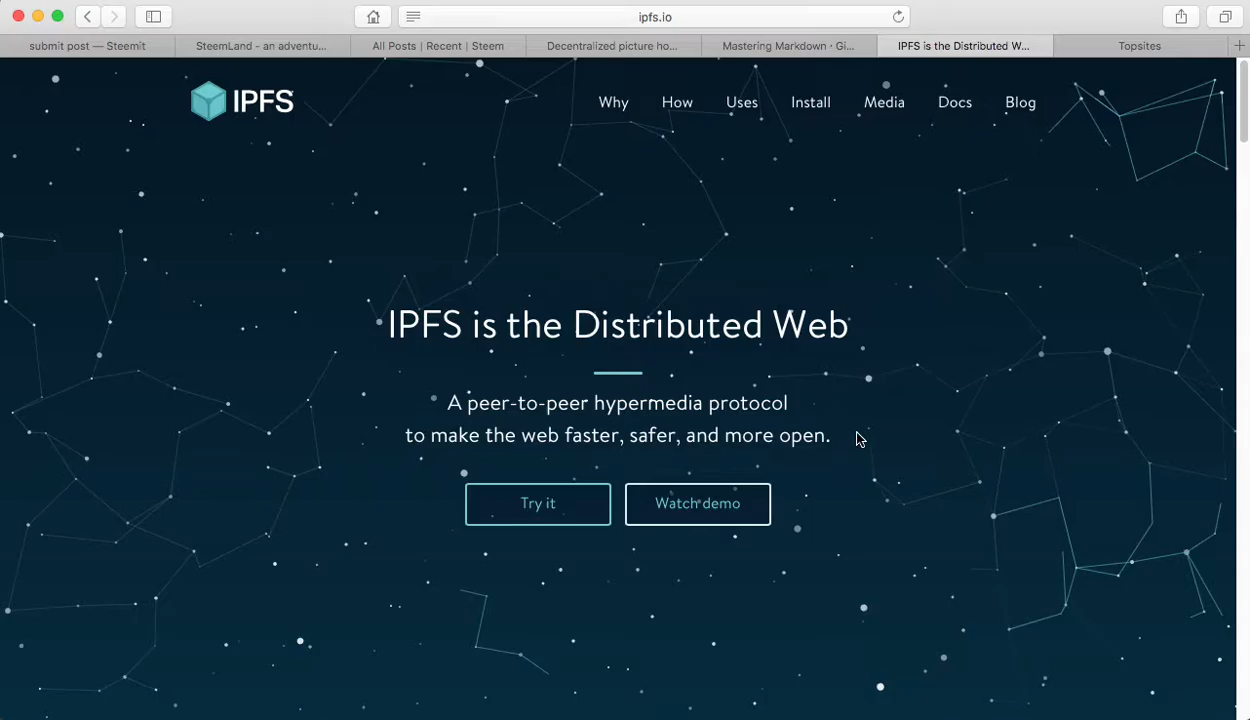 ipfs.io
submit post — Steemit
SteemLand - an adventu...
All Posts | Recent | Steem
Decentralized picture ho...
Mastering Markdown · Gi...
IPFS is the Distributed W...
Topsites
IPFS
Why
How
Uses
Install
Media
Docs
Blog
IPFS is the Distributed Web
A peer-to-peer hypermedia protocol
to make the web faster, safer, and more open.
Try it
Watch demo